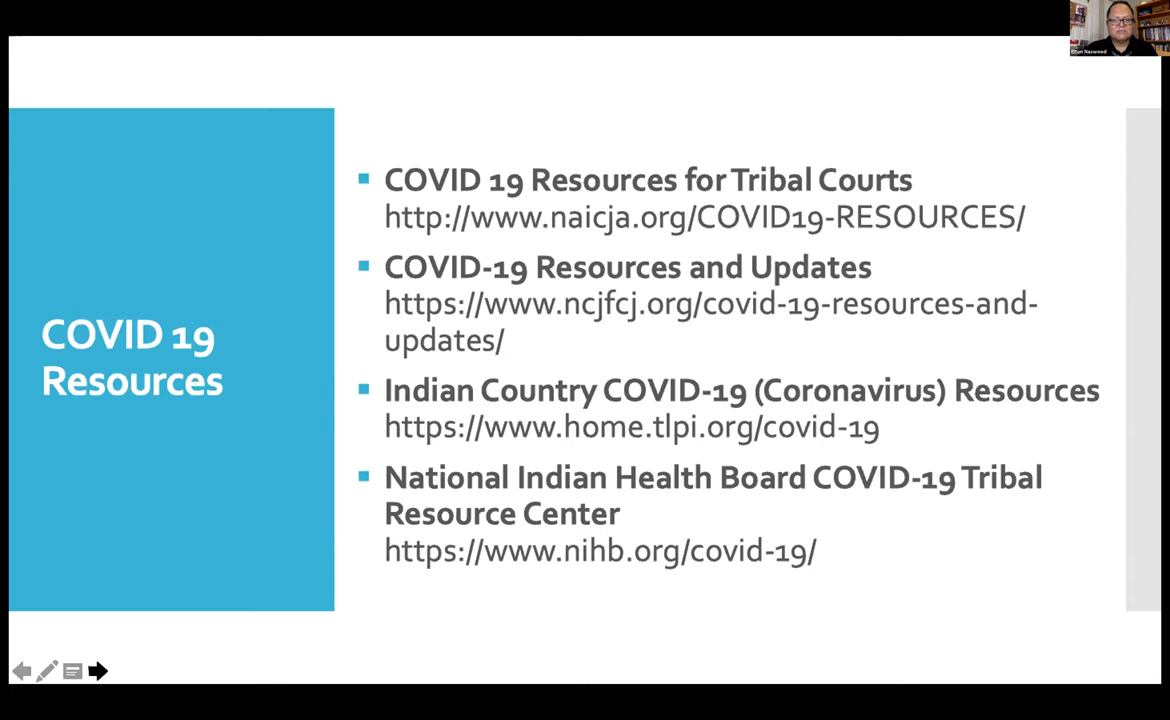 Elton Naswood
COVID 19 Resources for Tribal Courts
http://www.naicja.org/COVID19-RESOURCES/
COVID-19 Resources and Updates
https://www.ncjfcj.org/covid-19-resources-and-
updates/
COVID 19
Resources
Indian Country COVID-19 (Coronavirus) Resources
https://www.home.tlpi.org/covid-19
National Indian Health Board COVID-19 Tribal
Resource Center
https://www.nihb.org/covid-19/